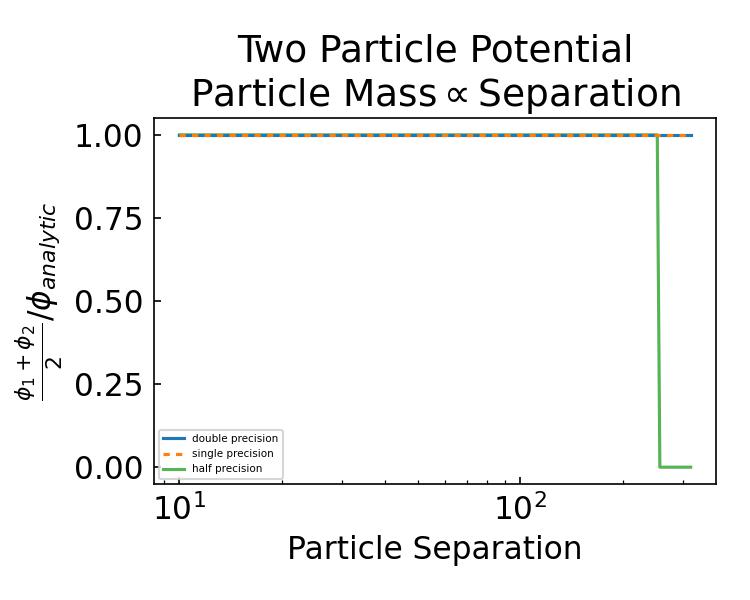 Two Particle Potential
Particle Mass ∝ Separation
1.00
0.75
0.50
0.25
0.00
(ϕ₁ + ϕ₂)/2 /ϕ_analytic
double precision
single precision
half precision
10¹
10²
Particle Separation